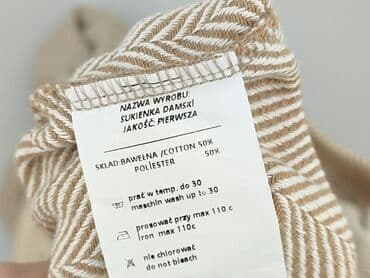 NAZWA WYROBU:
SUKIENKA DAMSKI
JAKOŚĆ: PIERWSZA
SKŁAD:BAWEŁNA /COTTON 50%
POLIESTER 50%
prać w temp. do 30
maschin wash up to 30
prosować przy max 110 c
iron max 110c
nie chlorować
do not bleach